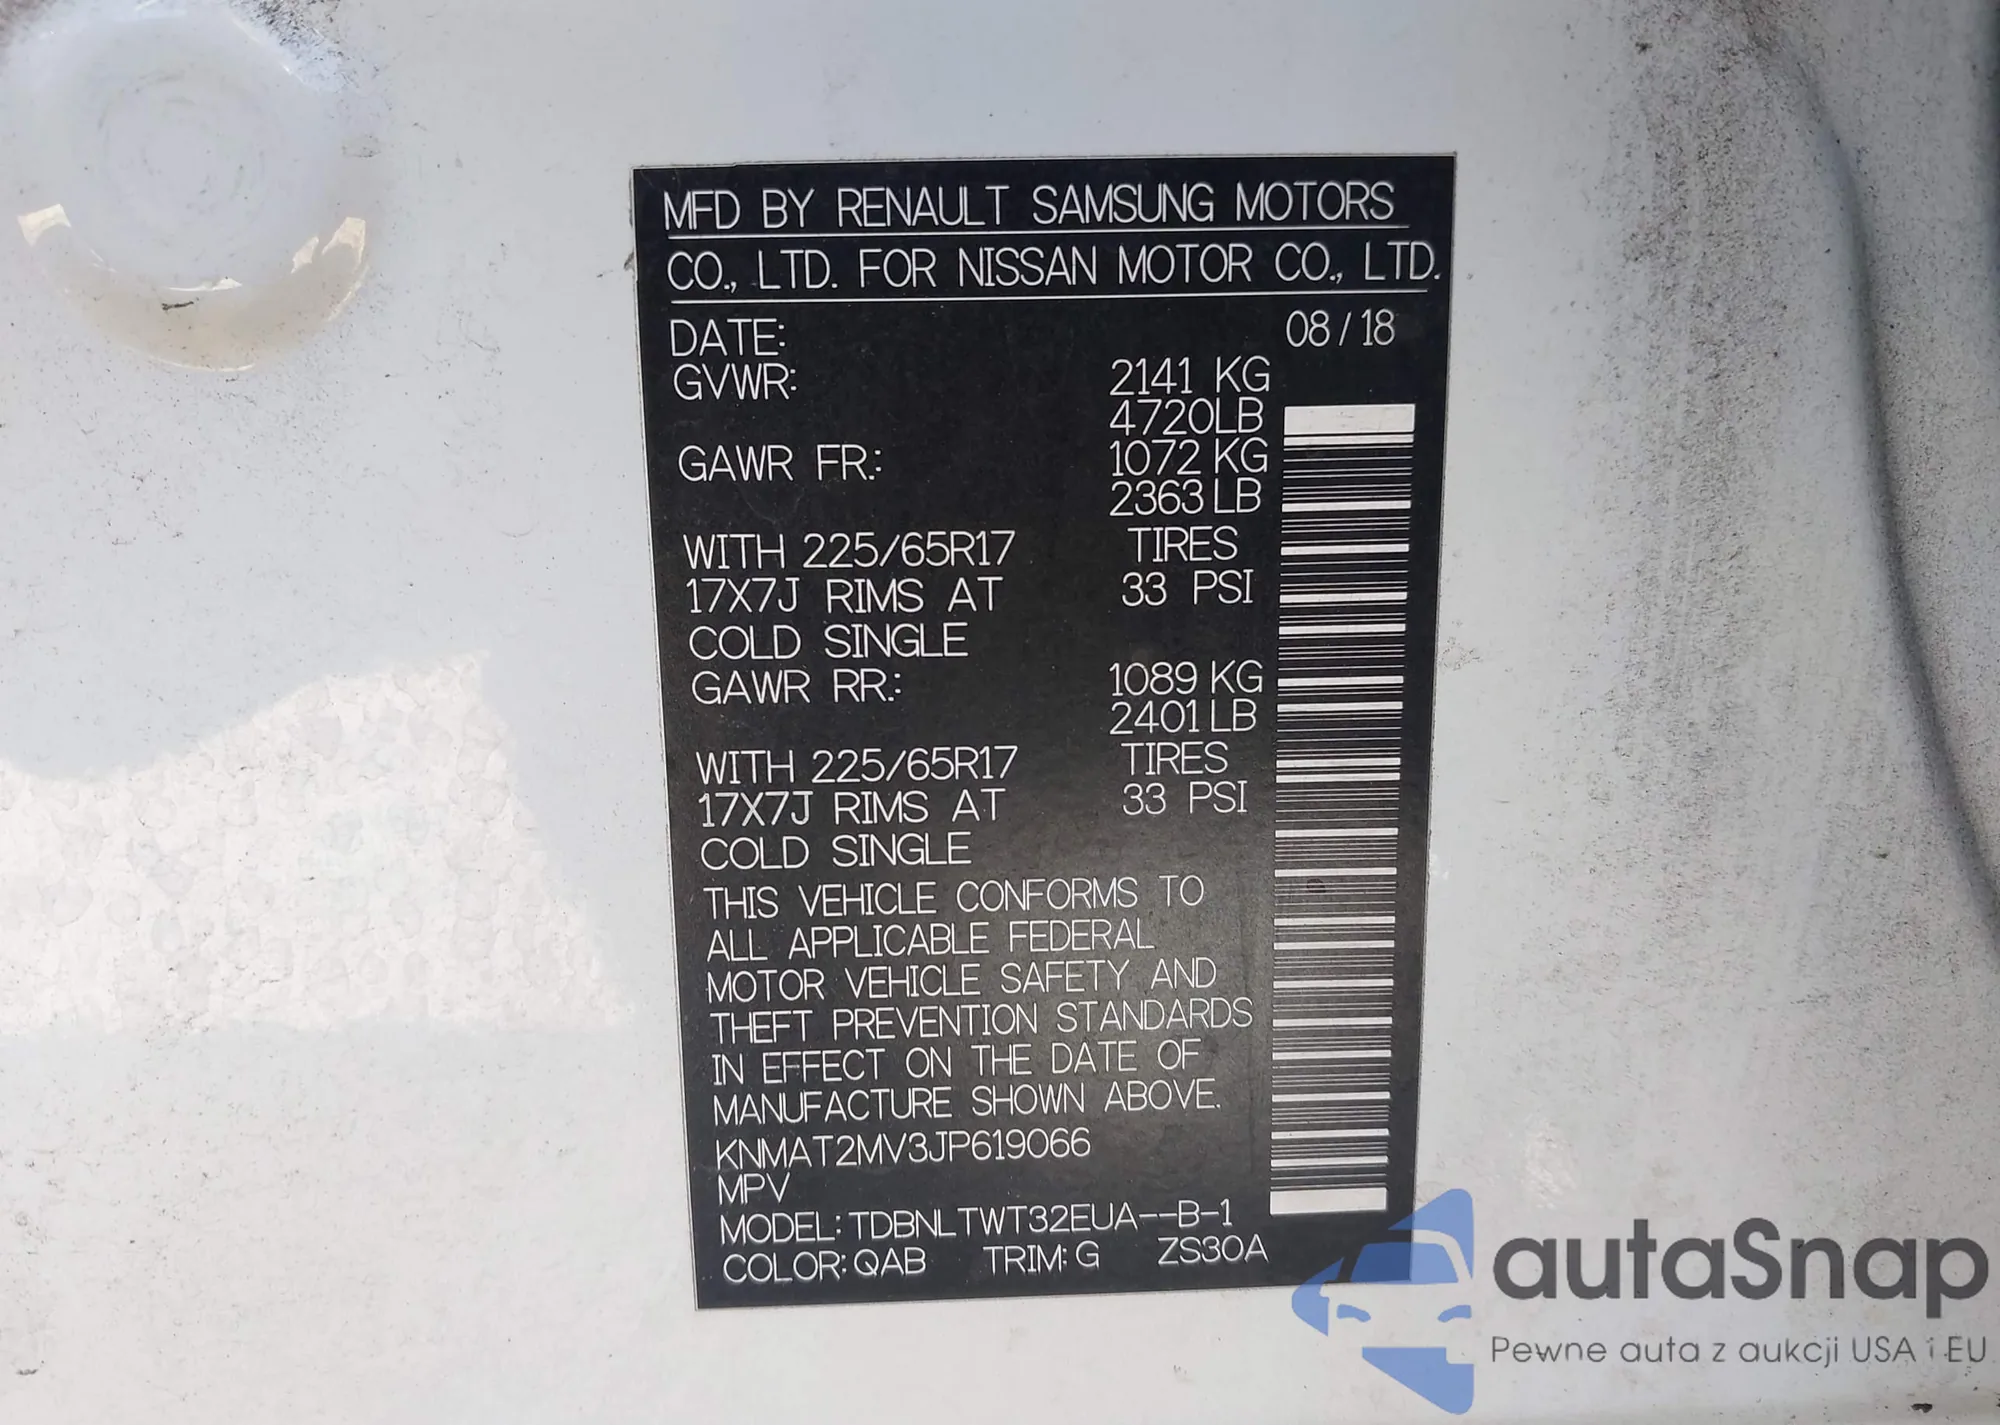 MFD BY RENAULT SAMSUNG MOTORS
CO., LTD. FOR NISSAN MOTOR CO., LTD.
DATE: 08/18
GVWR: 2141 KG
4720LB
GAWR FR.: 1072 KG
2363 LB
WITH 225/65R17 TIRES
17X7J RIMS AT 33 PSI
COLD SINGLE
GAWR RR.: 1089 KG
2401 LB
WITH 225/65R17 TIRES
17X7J RIMS AT 33 PSI
COLD SINGLE
THIS VEHICLE CONFORMS TO
ALL APPLICABLE FEDERAL
MOTOR VEHICLE SAFETY AND
THEFT PREVENTION STANDARDS
IN EFFECT ON THE DATE OF
MANUFACTURE SHOWN ABOVE.
KNMAT2MV3JP619066
MPV
MODEL: TDBNLTWT32EUA--B-1
COLOR: QAB TRIM: G ZS30A
autaSnap
Pewne auta z aukcji USA i EU